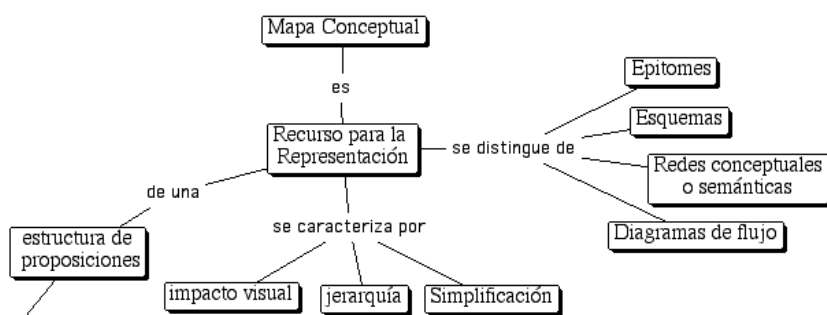 Mapa Conceptual
es
Epitomes
Esquemas
Recurso para la
Representación
se distingue de
Redes conceptuales
o semánticas
de una
se caracteriza por
Diagramas de flujo
estructura de
proposiciones
impacto visual
jerarquía
Simplificación